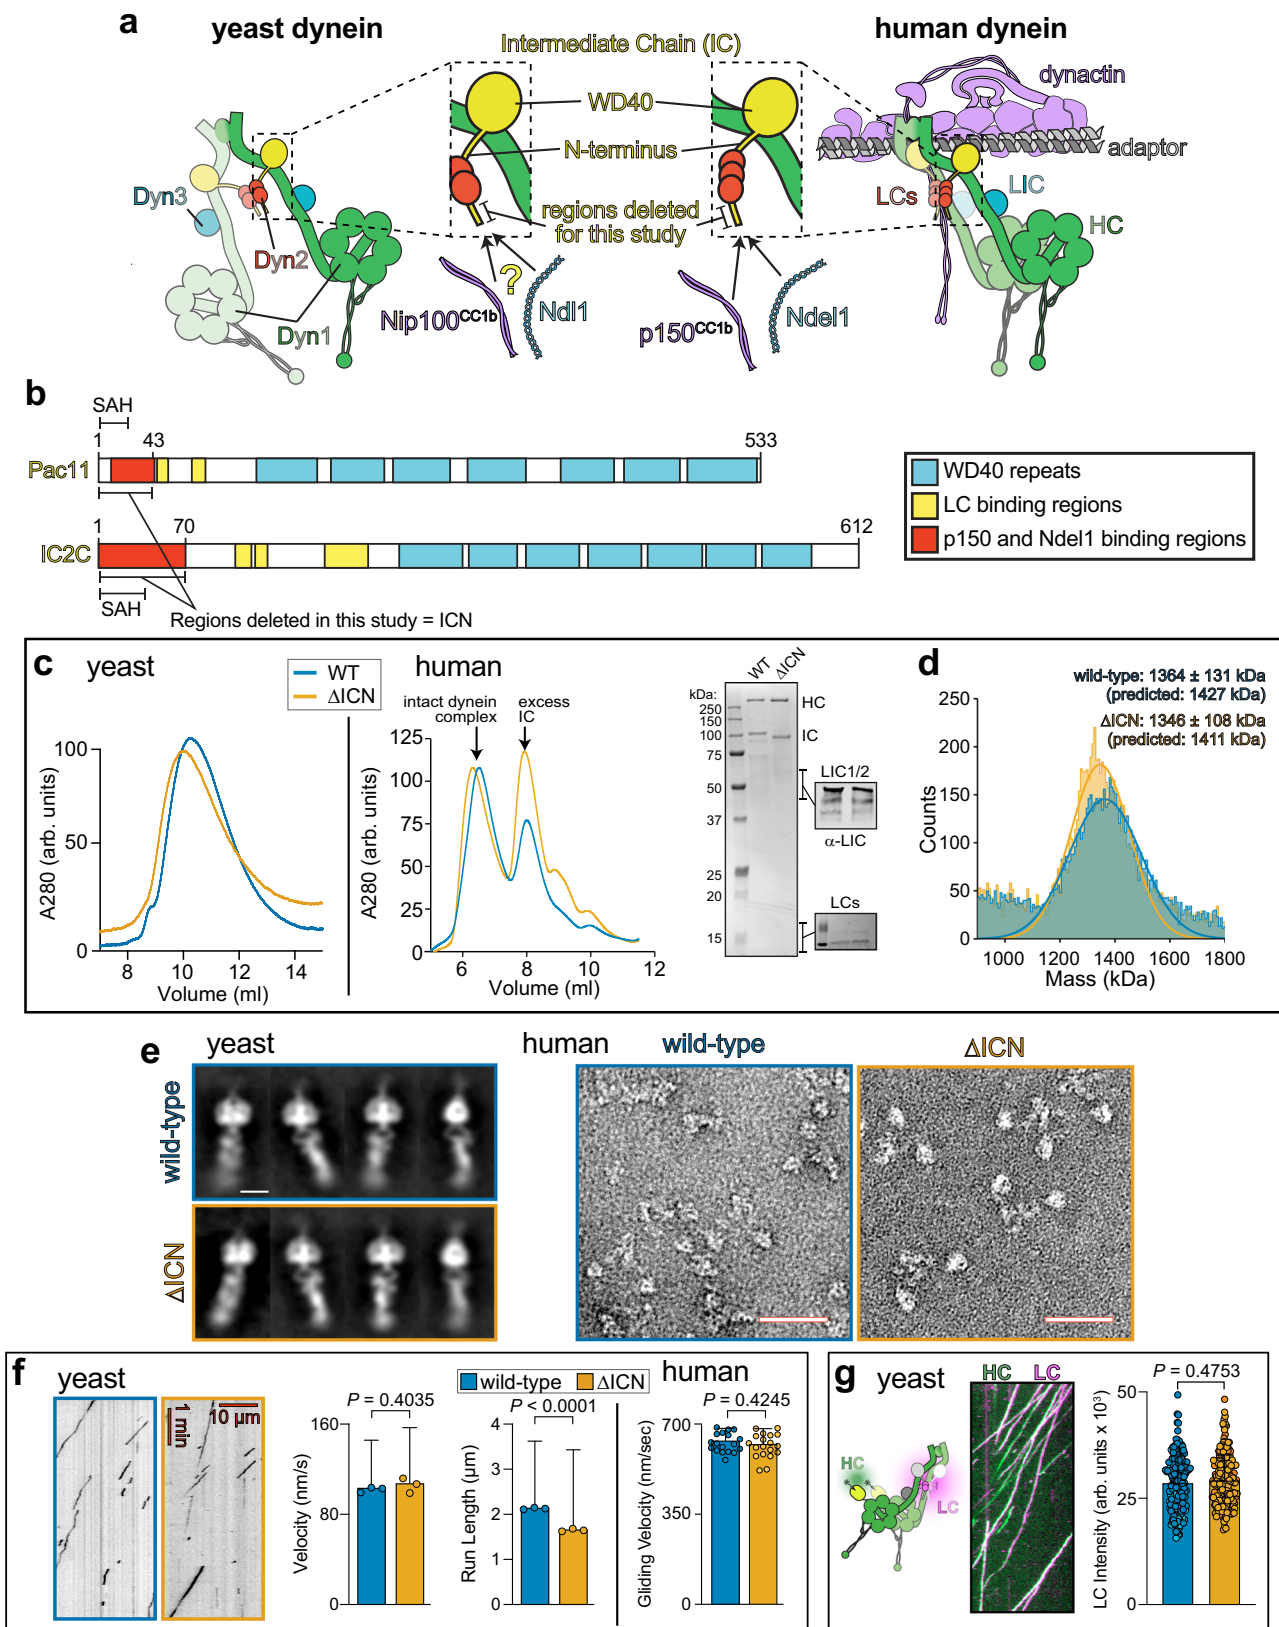 a
yeast dynein
human dynein
Intermediate Chain (IC)
dynactin
WD40
N-terminus
adaptor
Dyn3
LCs
LIC
regions deleted
for this study
HC
Dyn2
?
Dyn1
Nip100CC1b
Ndl1
p150CC1b
Ndel1
b
SAH
1
43
533
Pac11
WD40 repeats
LC binding regions
p150 and Ndel1 binding regions
1
70
612
IC2C
SAH
Regions deleted in this study = ICN
c
yeast
WT
ΔICN
human
intact dynein
complex
excess
IC
A280 (arb. units)
100
50
0
8
10
12
14
Volume (ml)
A280 (arb. units)
125
100
75
50
25
0
6
8
10
12
Volume (ml)
WT
ΔICN
kDa:
250
150
100
75
50
37
25
20
15
HC
IC
LIC1/2
α-LIC
LCs
d
wild-type: 1364 ± 131 kDa
(predicted: 1427 kDa)
ΔICN: 1346 ± 108 kDa
(predicted: 1411 kDa)
Counts
250
200
150
100
50
0
1000
1200
1400
1600
1800
Mass (kDa)
e
yeast
human
wild-type
ΔICN
wild-type
ΔICN
f
yeast
1 min
10 µm
wild-type
ΔICN
human
P = 0.4035
Velocity (nm/s)
160
80
0
P < 0.0001
Run Length (µm)
4
3
2
1
0
P = 0.4245
Gliding Velocity (nm/sec)
700
350
0
g
yeast
HC
LC
HC
LC
P = 0.4753
LC Intensity (arb. units x 10³)
50
25
0